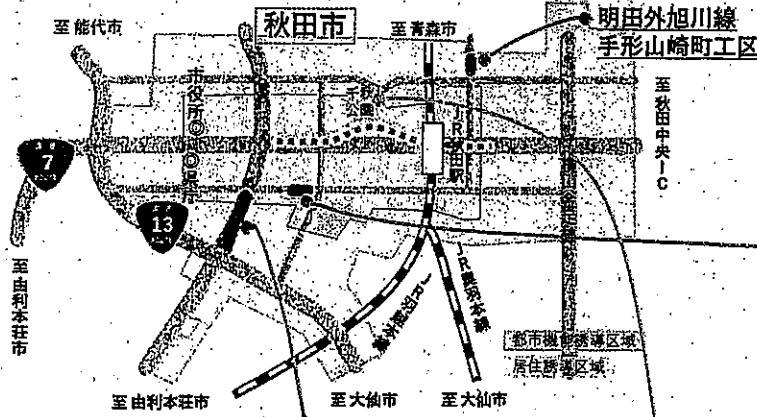 秋田市
至 能代市
至 青森市
明田外旭川線
手形山崎町工区
至 秋田中央IC
市役所◎
県庁
千秋公園
JR秋田駅
7
13
至 由利本荘市
JR奥羽本線
都市機能誘導区域
居住誘導区域
至 由利本荘市
至 大仙市
至 大仙市